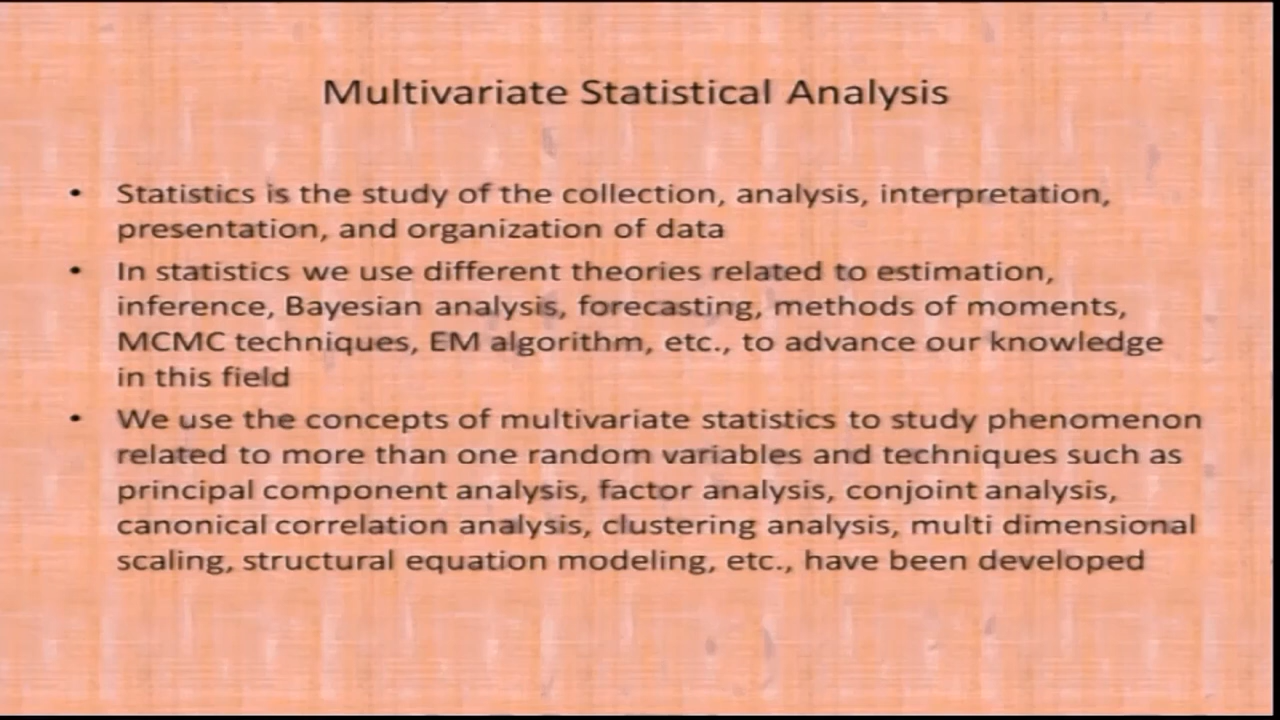 Multivariate Statistical Analysis
• Statistics is the study of the collection, analysis, interpretation,
presentation, and organization of data
• In statistics we use different theories related to estimation,
inference, Bayesian analysis, forecasting, methods of moments,
MCMC techniques, EM algorithm, etc., to advance our knowledge
in this field
• We use the concepts of multivariate statistics to study phenomenon
related to more than one random variables and techniques such as
principal component analysis, factor analysis, conjoint analysis,
canonical correlation analysis, clustering analysis, multi dimensional
scaling, structural equation modeling, etc., have been developed